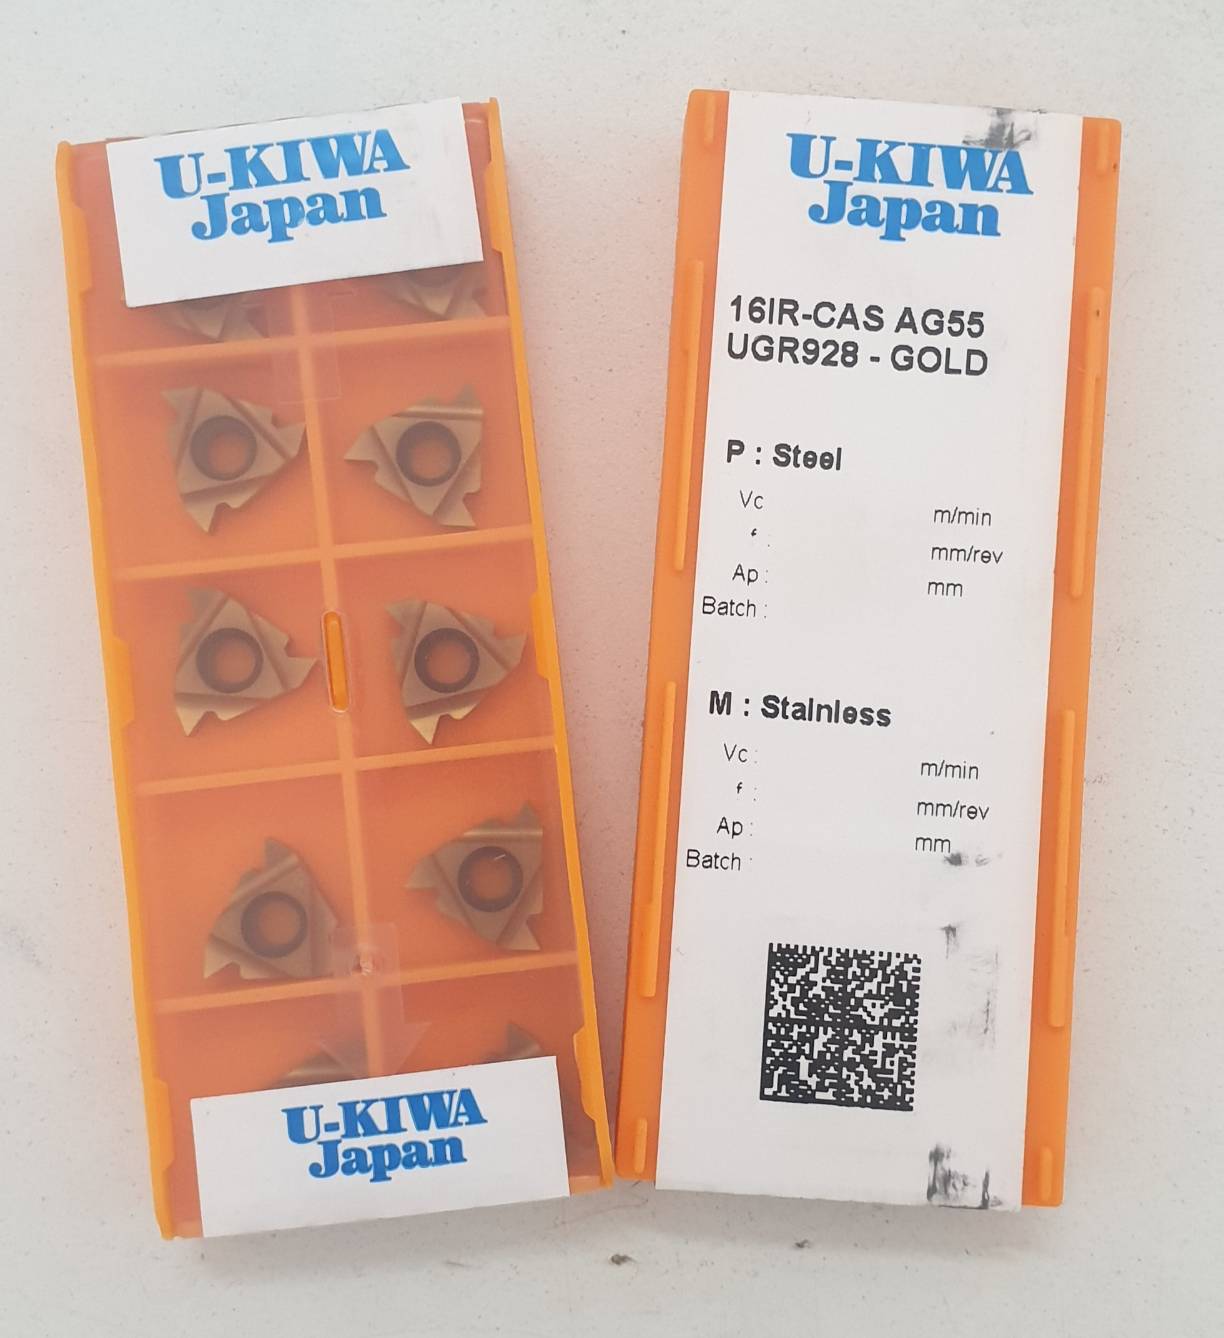 U-KIWA
Japan
U-KIWA
Japan
U-KIWA
Japan
16IR-CAS AG55
UGR928 - GOLD
P : Steel
Vc m/min
f : mm/rev
Ap : mm
Batch :
M : Stainless
Vc : m/min
f : mm/rev
Ap : mm
Batch :